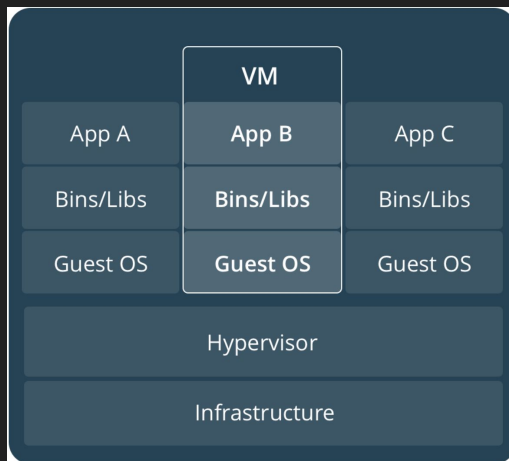 VM
App A App B App C
Bins/Libs Bins/Libs Bins/Libs
Guest OS Guest OS Guest OS
Hypervisor
Infrastructure